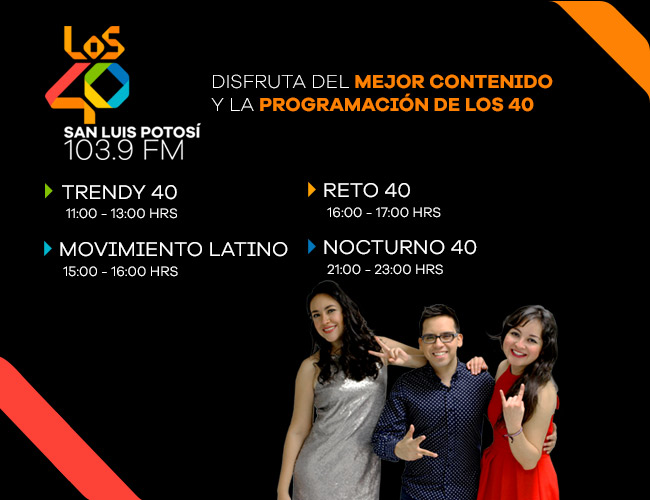 LOS
40
SAN LUIS POTOSÍ
103.9 FM
DISFRUTA DEL MEJOR CONTENIDO
Y LA PROGRAMACIÓN DE LOS 40
TRENDY 40
11:00 - 13:00 HRS
RETO 40
16:00 - 17:00 HRS
MOVIMIENTO LATINO
15:00 - 16:00 HRS
NOCTURNO 40
21:00 - 23:00 HRS